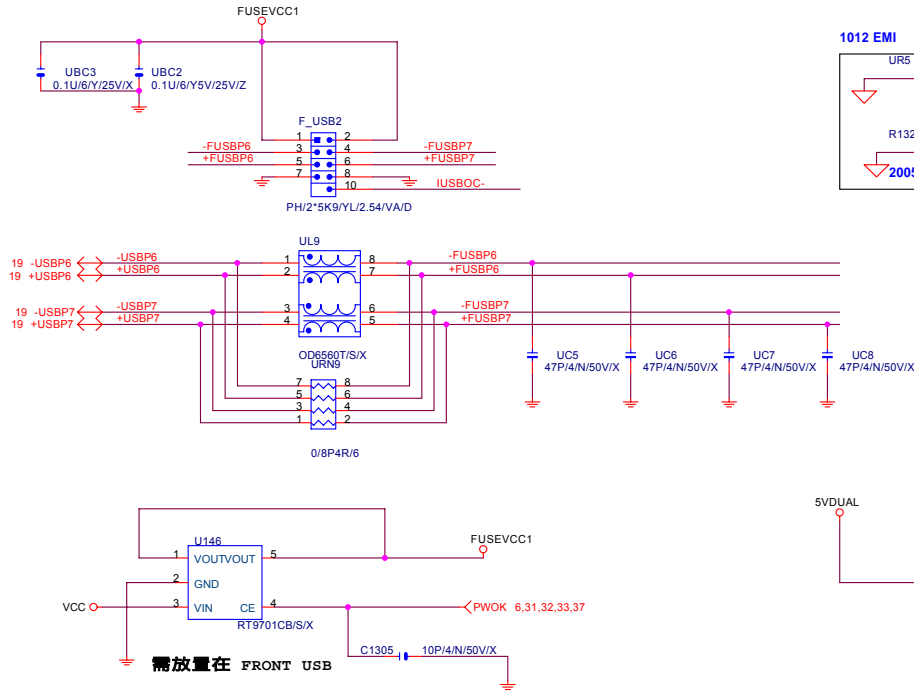 FUSEVCC1
1012 EMI
UBC3
0.1U/6/Y/25V/X
UBC2
0.1U/6/Y5V/25V/Z
UR5
R132
2005
F_USB2
1 2
-FUSBP6 3 4 -FUSBP7
+FUSBP6 5 6 +FUSBP7
7 8
10 IUSBOC-
PH/2*5K9/YL/2.54/VA/D
UL9
19 -USBP6 -USBP6 1 8 -FUSBP6
19 +USBP6 +USBP6 2 7 +FUSBP6
19 -USBP7 -USBP7 3 6 -FUSBP7
19 +USBP7 +USBP7 4 5 +FUSBP7
OD6560T/S/X
URN9
7 8
5 6
3 4
1 2
0/8P4R/6
UC5
47P/4/N/50V/X
UC6
47P/4/N/50V/X
UC7
47P/4/N/50V/X
UC8
47P/4/N/50V/X
5VDUAL
U146
FUSEVCC1
1 VOUT VOUT 5
2 GND
VCC 3 VIN CE 4 PWOK 6,31,32,33,37
RT9701CB/S/X
C1305 10P/4/N/50V/X
需放置在 FRONT USB